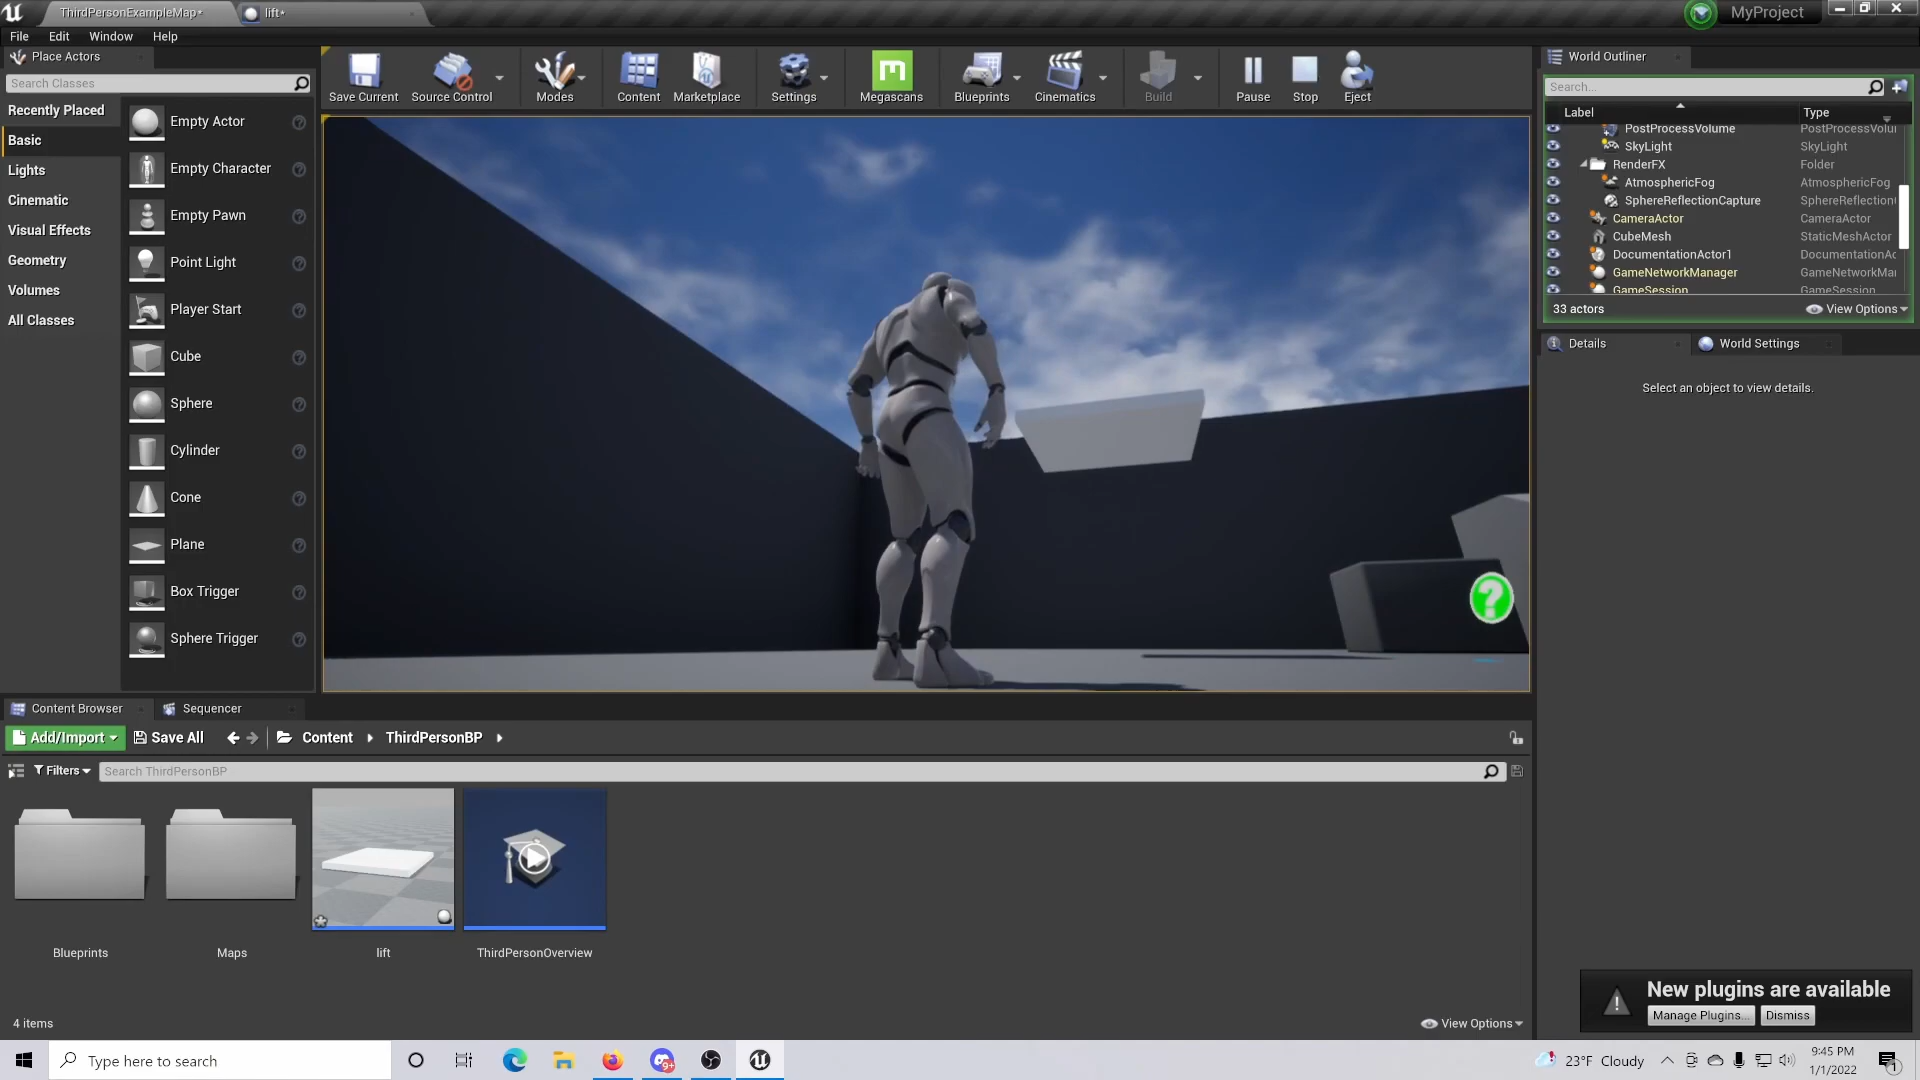 ThirdPersonExampleMap*
lift*
MyProject
File Edit Window Help
Place Actors
Search Classes
Recently Placed
Basic
Lights
Cinematic
Visual Effects
Geometry
Volumes
All Classes
Empty Actor
Empty Character
Empty Pawn
Point Light
Player Start
Cube
Sphere
Cylinder
Cone
Plane
Box Trigger
Sphere Trigger
Save Current
Source Control
Modes
Content
Marketplace
Settings
Megascans
Blueprints
Cinematics
Build
Pause
Stop
Eject
World Outliner
Search...
Label Type
PostProcessVolume PostProcessVolu
SkyLight SkyLight
RenderFX Folder
AtmosphericFog AtmosphericFog
SphereReflectionCapture SphereReflection
CameraActor CameraActor
CubeMesh StaticMeshActor
DocumentationActor1 DocumentationAc
GameNetworkManager GameNetworkMa
GameSession GameSession
33 actors View Options
Details World Settings
Select an object to view details.
Content Browser
Sequencer
Add/Import Save All Content ThirdPersonBP
Filters Search ThirdPersonBP
Blueprints
Maps
lift
ThirdPersonOverview
4 items
View Options
New plugins are available
Manage Plugins... Dismiss
Type here to search
9+
23°F Cloudy
9:45 PM
1/1/2022
1